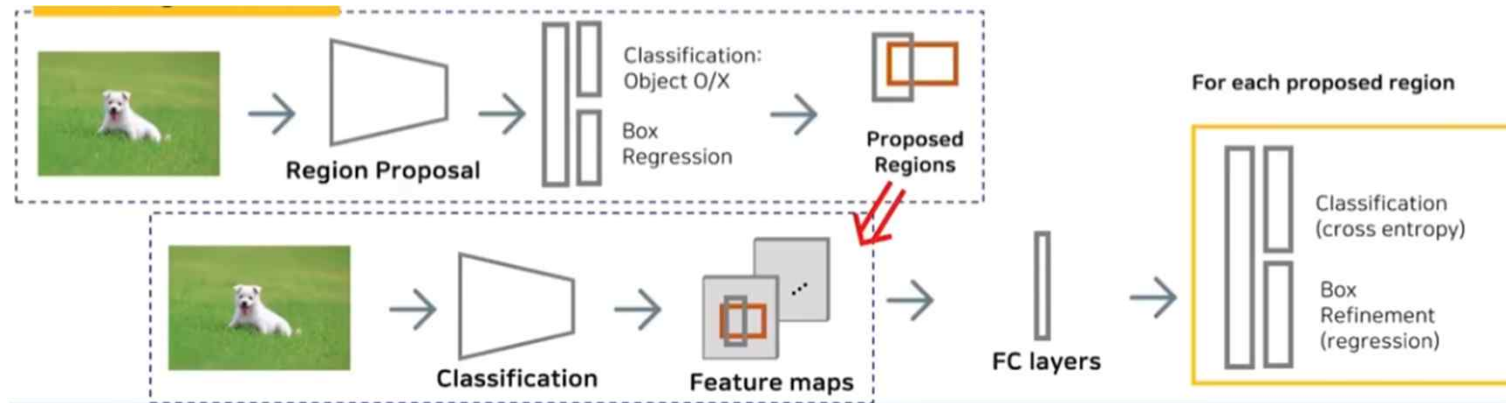 Classification:
Object O/X
Box
Regression
Region Proposal
Proposed
Regions
For each proposed region
Classification
Feature maps
FC layers
Classification
(cross entropy)
Box
Refinement
(regression)